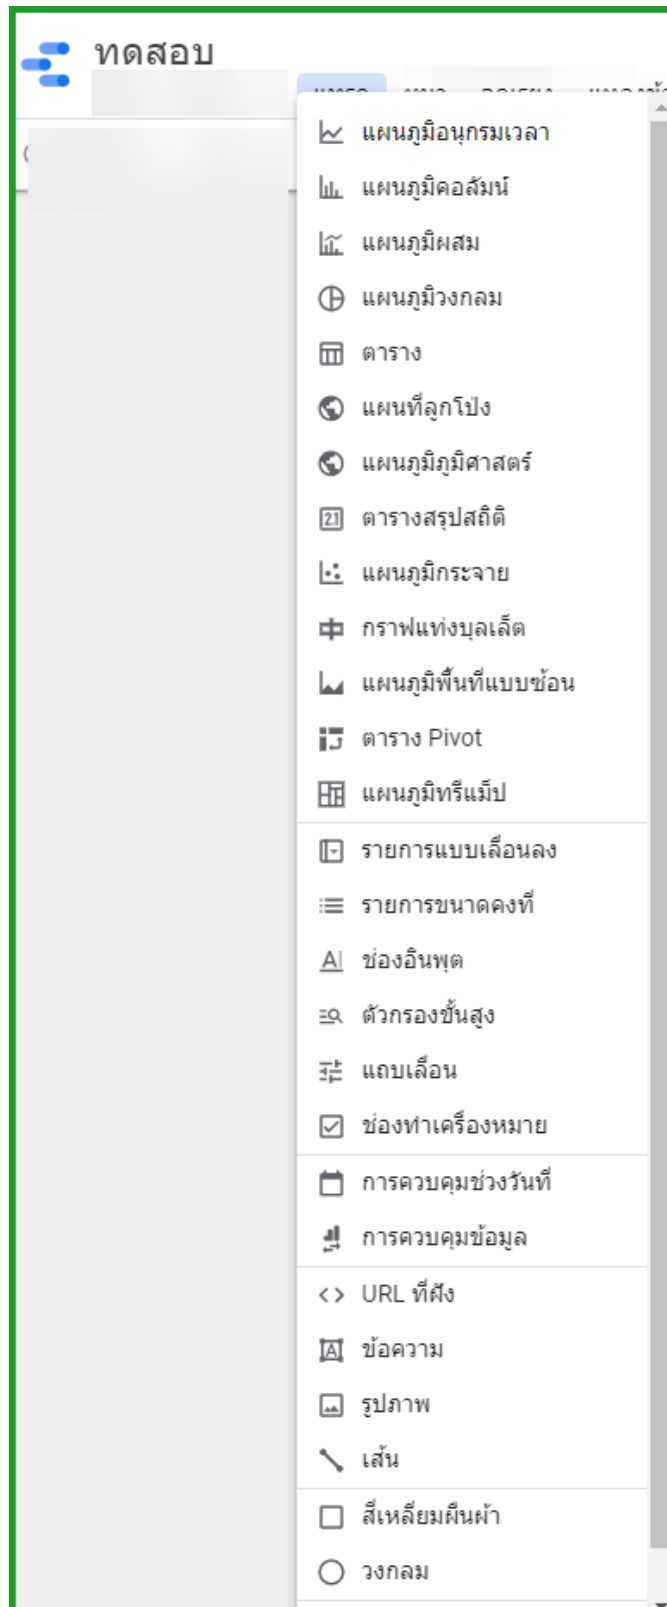 ทดสอบ
แผนภูมิอนุกรมเวลา
แผนภูมิคอลัมน์
แผนภูมิผสม
แผนภูมิวงกลม
ตาราง
แผนที่ลูกโป่ง
แผนภูมิภูมิศาสตร์
ตารางสรุปสถิติ
แผนภูมิกระจาย
กราฟแท่งบุลเล็ต
แผนภูมิพื้นที่แบบซ้อน
ตาราง Pivot
แผนภูมิทรีแม็ป
รายการแบบเลื่อนลง
รายการขนาดคงที่
ช่องอินพุต
ตัวกรองขั้นสูง
แถบเลื่อน
ช่องทำเครื่องหมาย
การควบคุมช่วงวันที่
การควบคุมข้อมูล
URL ที่ฝัง
ข้อความ
รูปภาพ
เส้น
สี่เหลี่ยมผืนผ้า
วงกลม